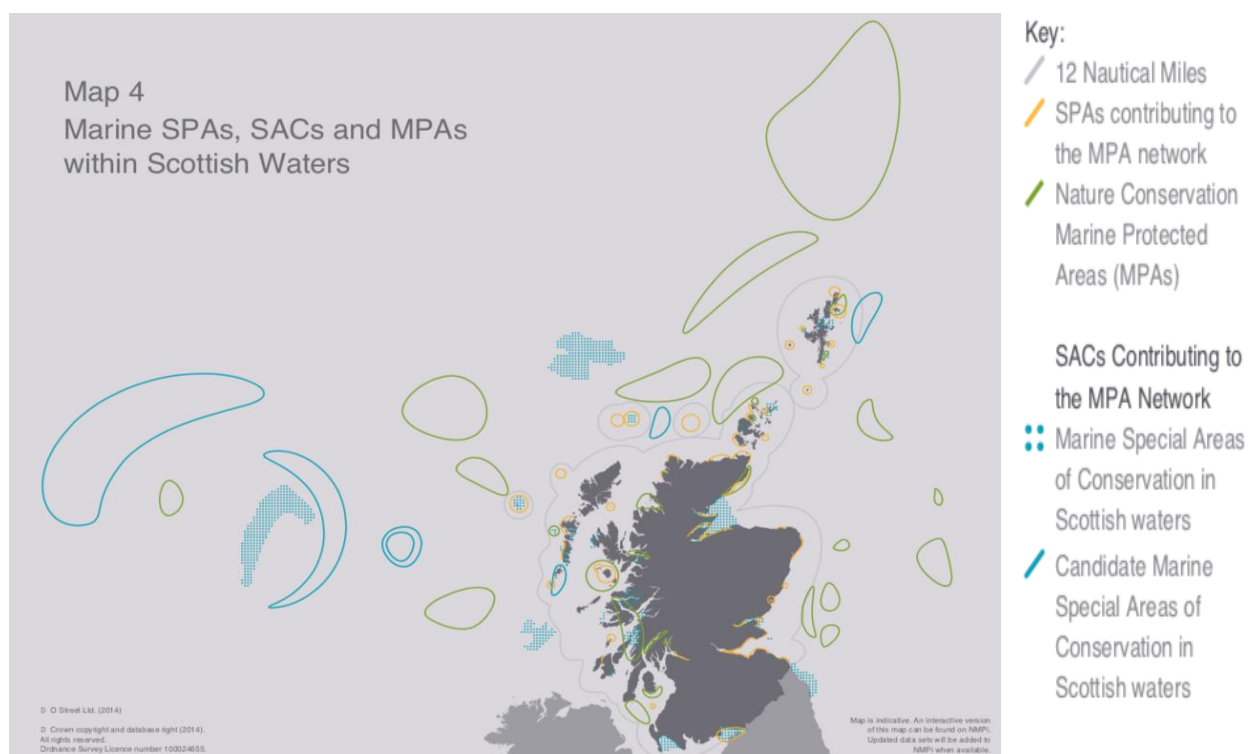 Map 4
Marine SPAs, SACs and MPAs
within Scottish Waters
Key:
12 Nautical Miles
SPAs contributing to
the MPA network
Nature Conservation
Marine Protected
Areas (MPAs)
SACs Contributing to
the MPA Network
Marine Special Areas
of Conservation in
Scottish waters
Candidate Marine
Special Areas of
Conservation in
Scottish waters
© O Street Ltd. (2014)
© Crown copyright and database right (2014).
All rights reserved.
Ordnance Survey Licence number 100024655.
Map is indicative. An interactive version
of this map can be found on NMPi.
Updated data sets will be added to
NMPi when available.